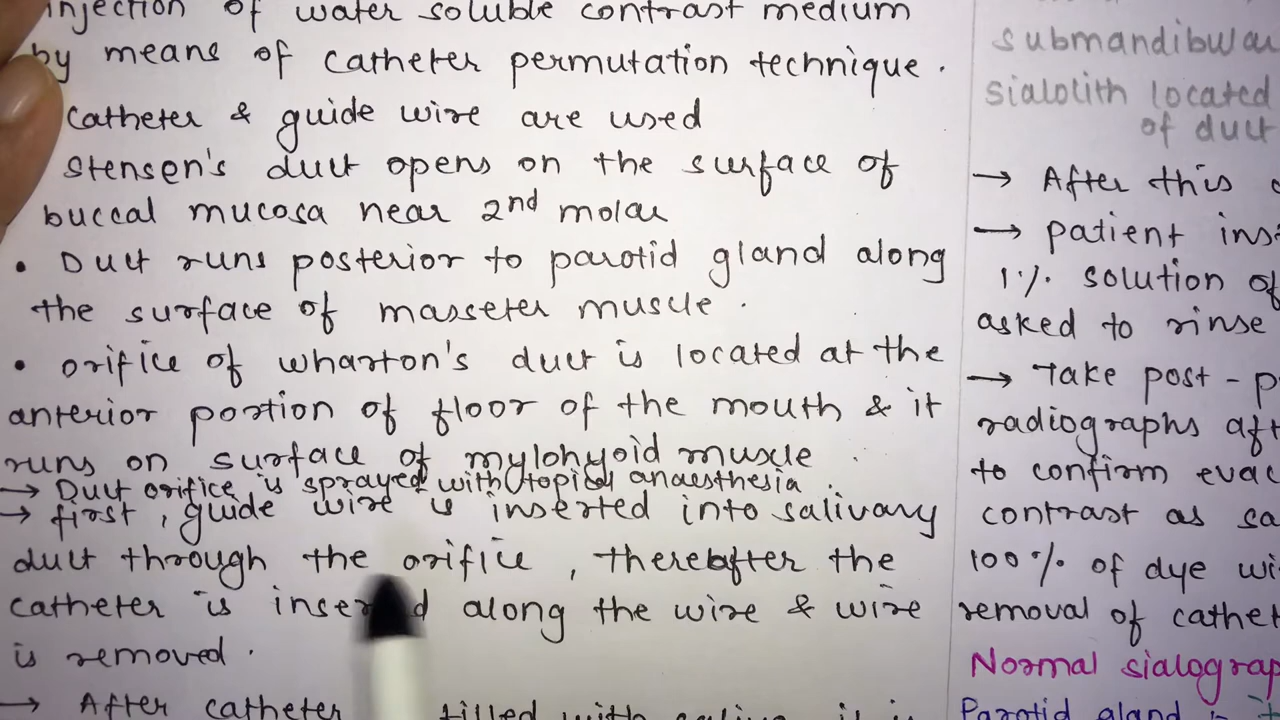 injection of water soluble contrast medium
by means of catheter permutation technique.
catheter & guide wire are used
Stensen's duct opens on the surface of
buccal mucosa near 2nd molar
• Duct runs posterior to parotid gland along
the surface of masseter muscle.
• orifice of wharton's duct is located at the
anterior portion of floor of the mouth & it
runs on surface of mylohyoid muscle.
→ Duct orifice is sprayed with topical anaesthesia.
→ first, guide wire is inserted into salivary
duct through the orifice, thereafter the
catheter is inserted along the wire & wire
is removed.
→ After catheter filled with saline, it is
submandibular
sialolith located
of duct
→ After this
→ patient ins
1% solution of
asked to rinse
→ Take post-p
radiographs aft
to confirm evac
contrast as sa
100% of dye wi
removal of cathet
Normal sialograp
Parotid gland